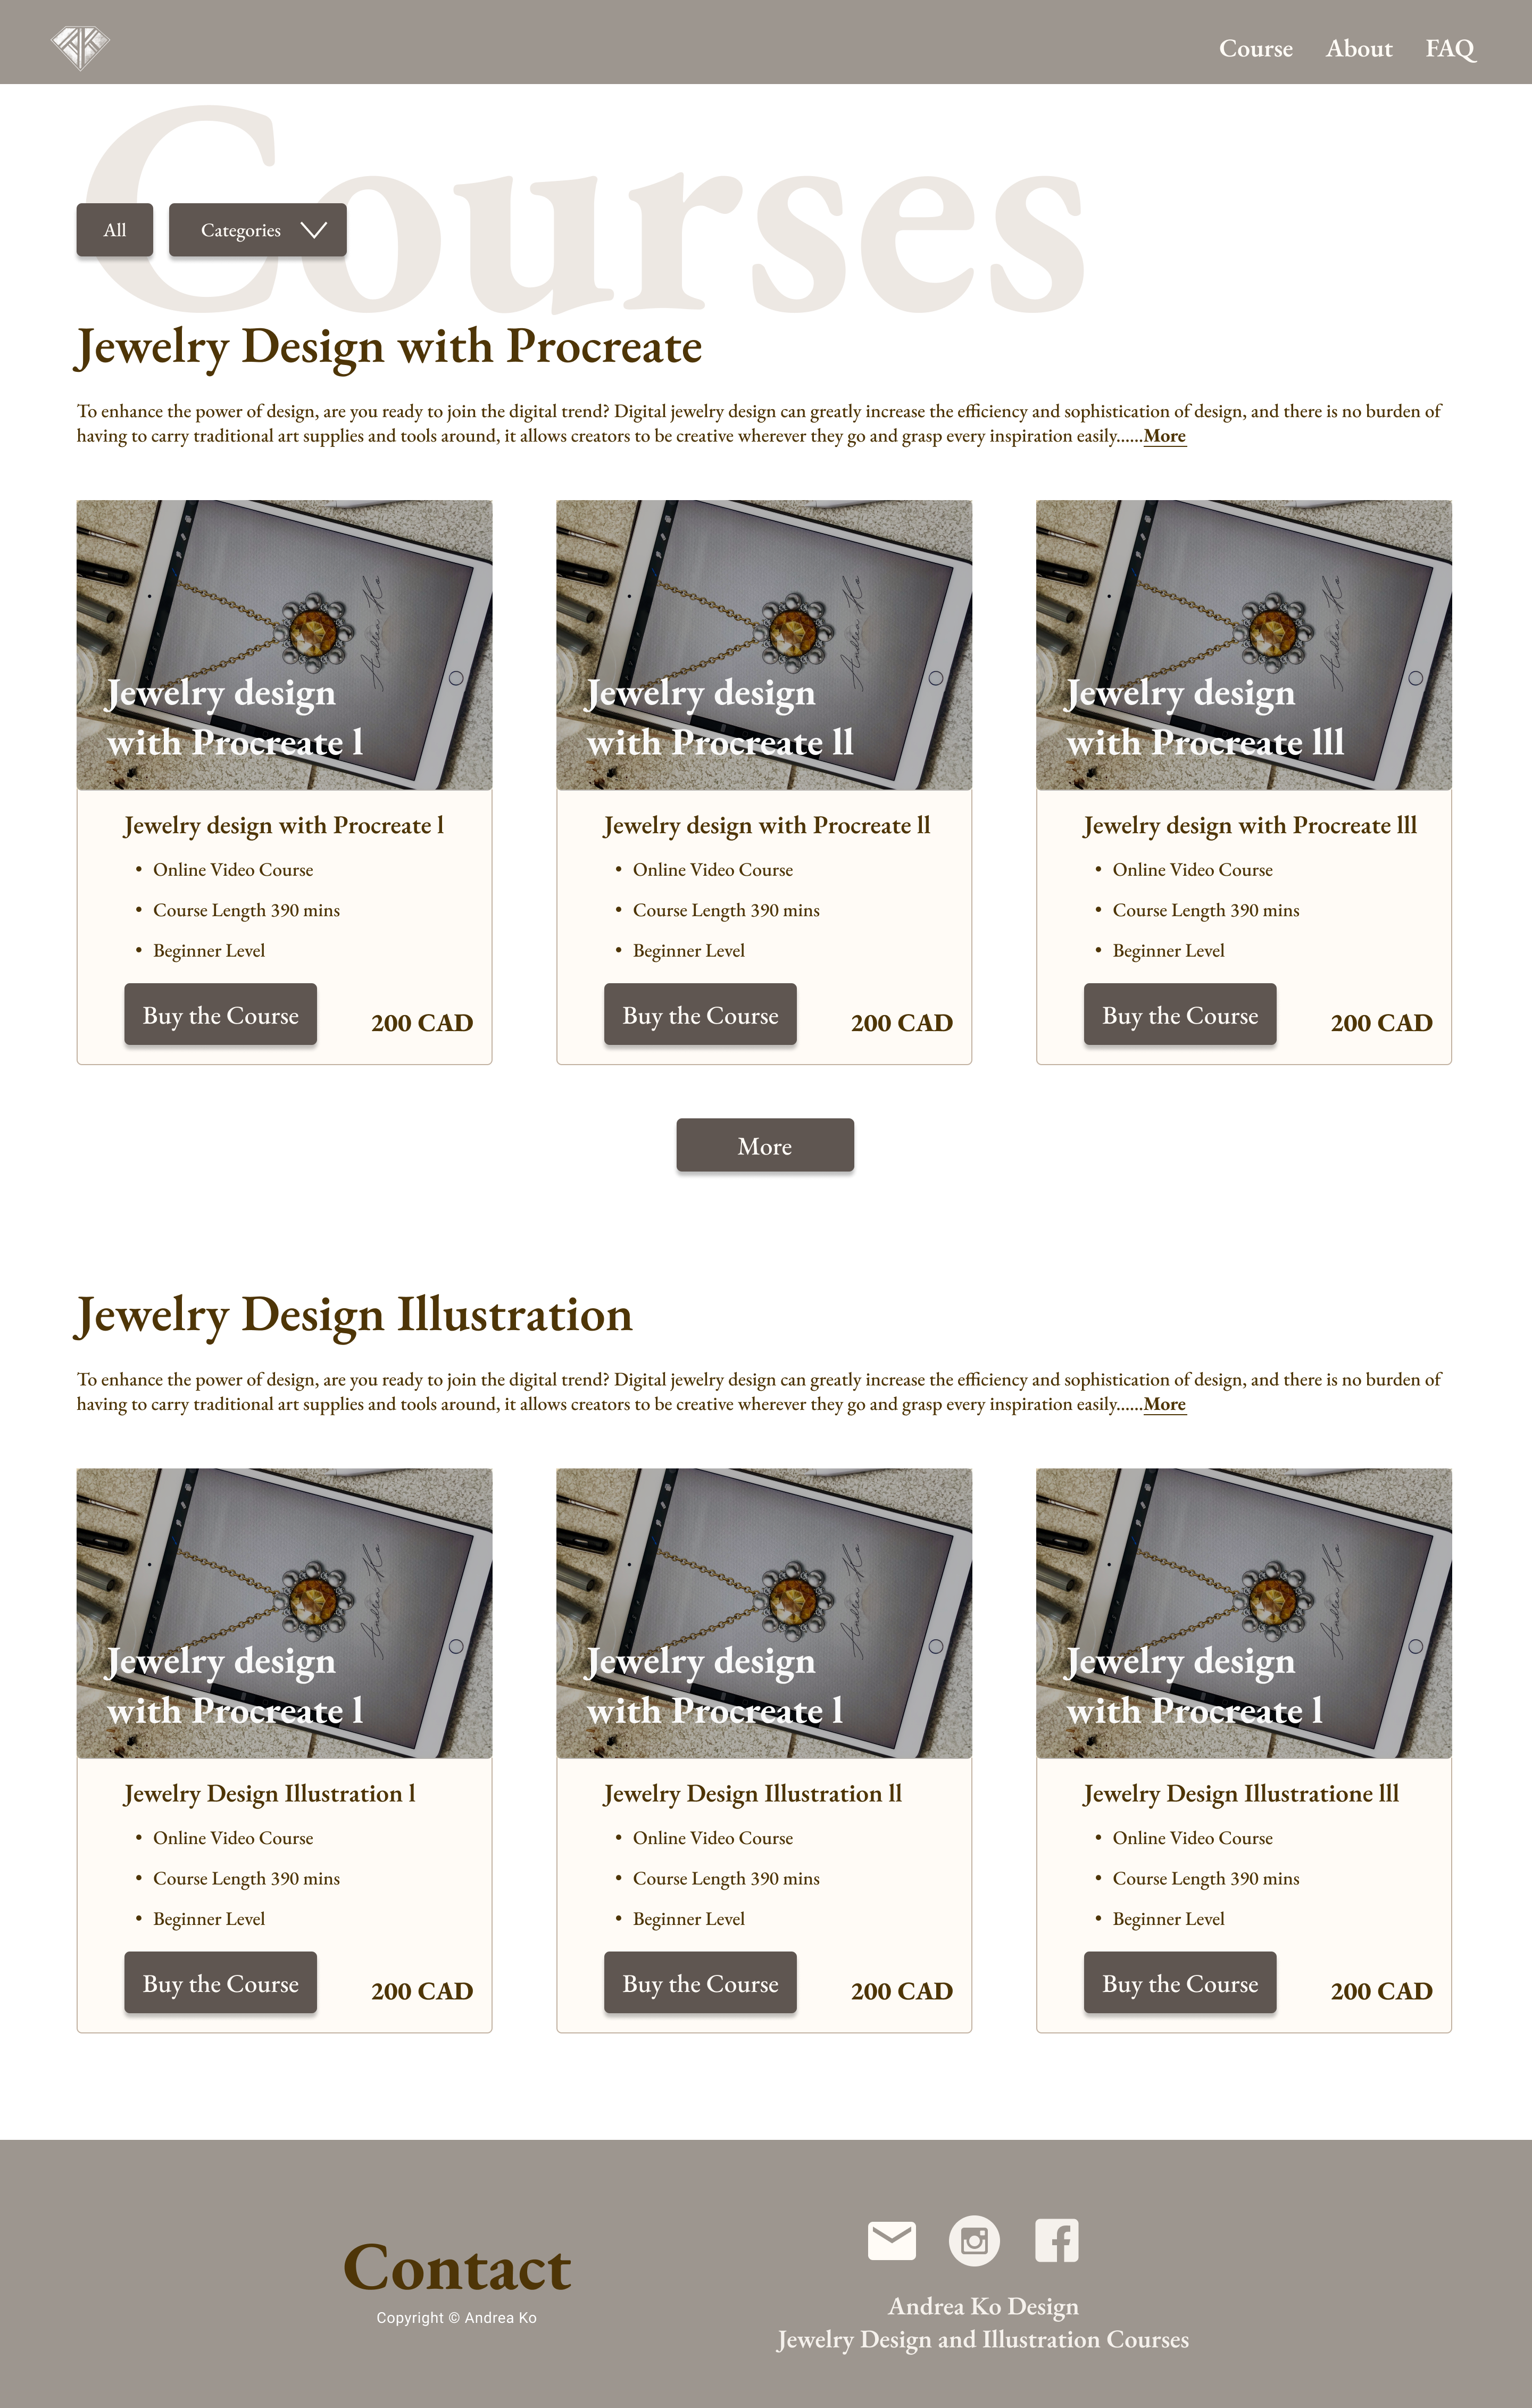 Course About FAQ
Courses
All Categories
Jewelry Design with Procreate
To enhance the power of design, are you ready to join the digital trend? Digital jewelry design can greatly increase the efficiency and sophistication of design, and there is no burden of
having to carry traditional art supplies and tools around, it allows creators to be creative wherever they go and grasp every inspiration easily......More
Andrea Ko
Jewelry design
with Procreate l
Jewelry design with Procreate l
• Online Video Course
• Course Length 390 mins
• Beginner Level
Buy the Course 200 CAD
Andrea Ko
Jewelry design
with Procreate ll
Jewelry design with Procreate ll
• Online Video Course
• Course Length 390 mins
• Beginner Level
Buy the Course 200 CAD
Andrea Ko
Jewelry design
with Procreate lll
Jewelry design with Procreate lll
• Online Video Course
• Course Length 390 mins
• Beginner Level
Buy the Course 200 CAD
More
Jewelry Design Illustration
To enhance the power of design, are you ready to join the digital trend? Digital jewelry design can greatly increase the efficiency and sophistication of design, and there is no burden of
having to carry traditional art supplies and tools around, it allows creators to be creative wherever they go and grasp every inspiration easily......More
Andrea Ko
Jewelry design
with Procreate l
Jewelry Design Illustration l
• Online Video Course
• Course Length 390 mins
• Beginner Level
Buy the Course 200 CAD
Andrea Ko
Jewelry design
with Procreate l
Jewelry Design Illustration ll
• Online Video Course
• Course Length 390 mins
• Beginner Level
Buy the Course 200 CAD
Andrea Ko
Jewelry design
with Procreate l
Jewelry Design Illustratione lll
• Online Video Course
• Course Length 390 mins
• Beginner Level
Buy the Course 200 CAD
Contact
Copyright © Andrea Ko
Andrea Ko Design
Jewelry Design and Illustration Courses